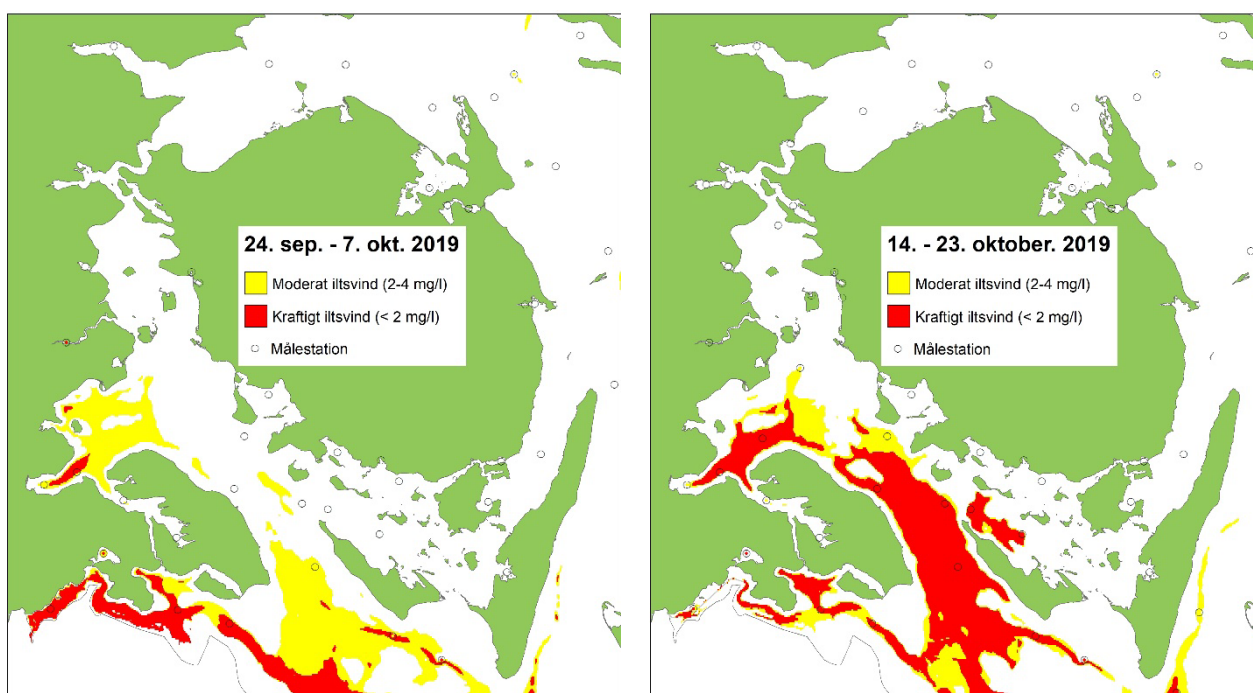 24. sep. - 7. okt. 2019
Moderat iltsvind (2-4 mg/l)
Kraftigt iltsvind (< 2 mg/l)
Målestation
14. - 23. oktober. 2019
Moderat iltsvind (2-4 mg/l)
Kraftigt iltsvind (< 2 mg/l)
Målestation